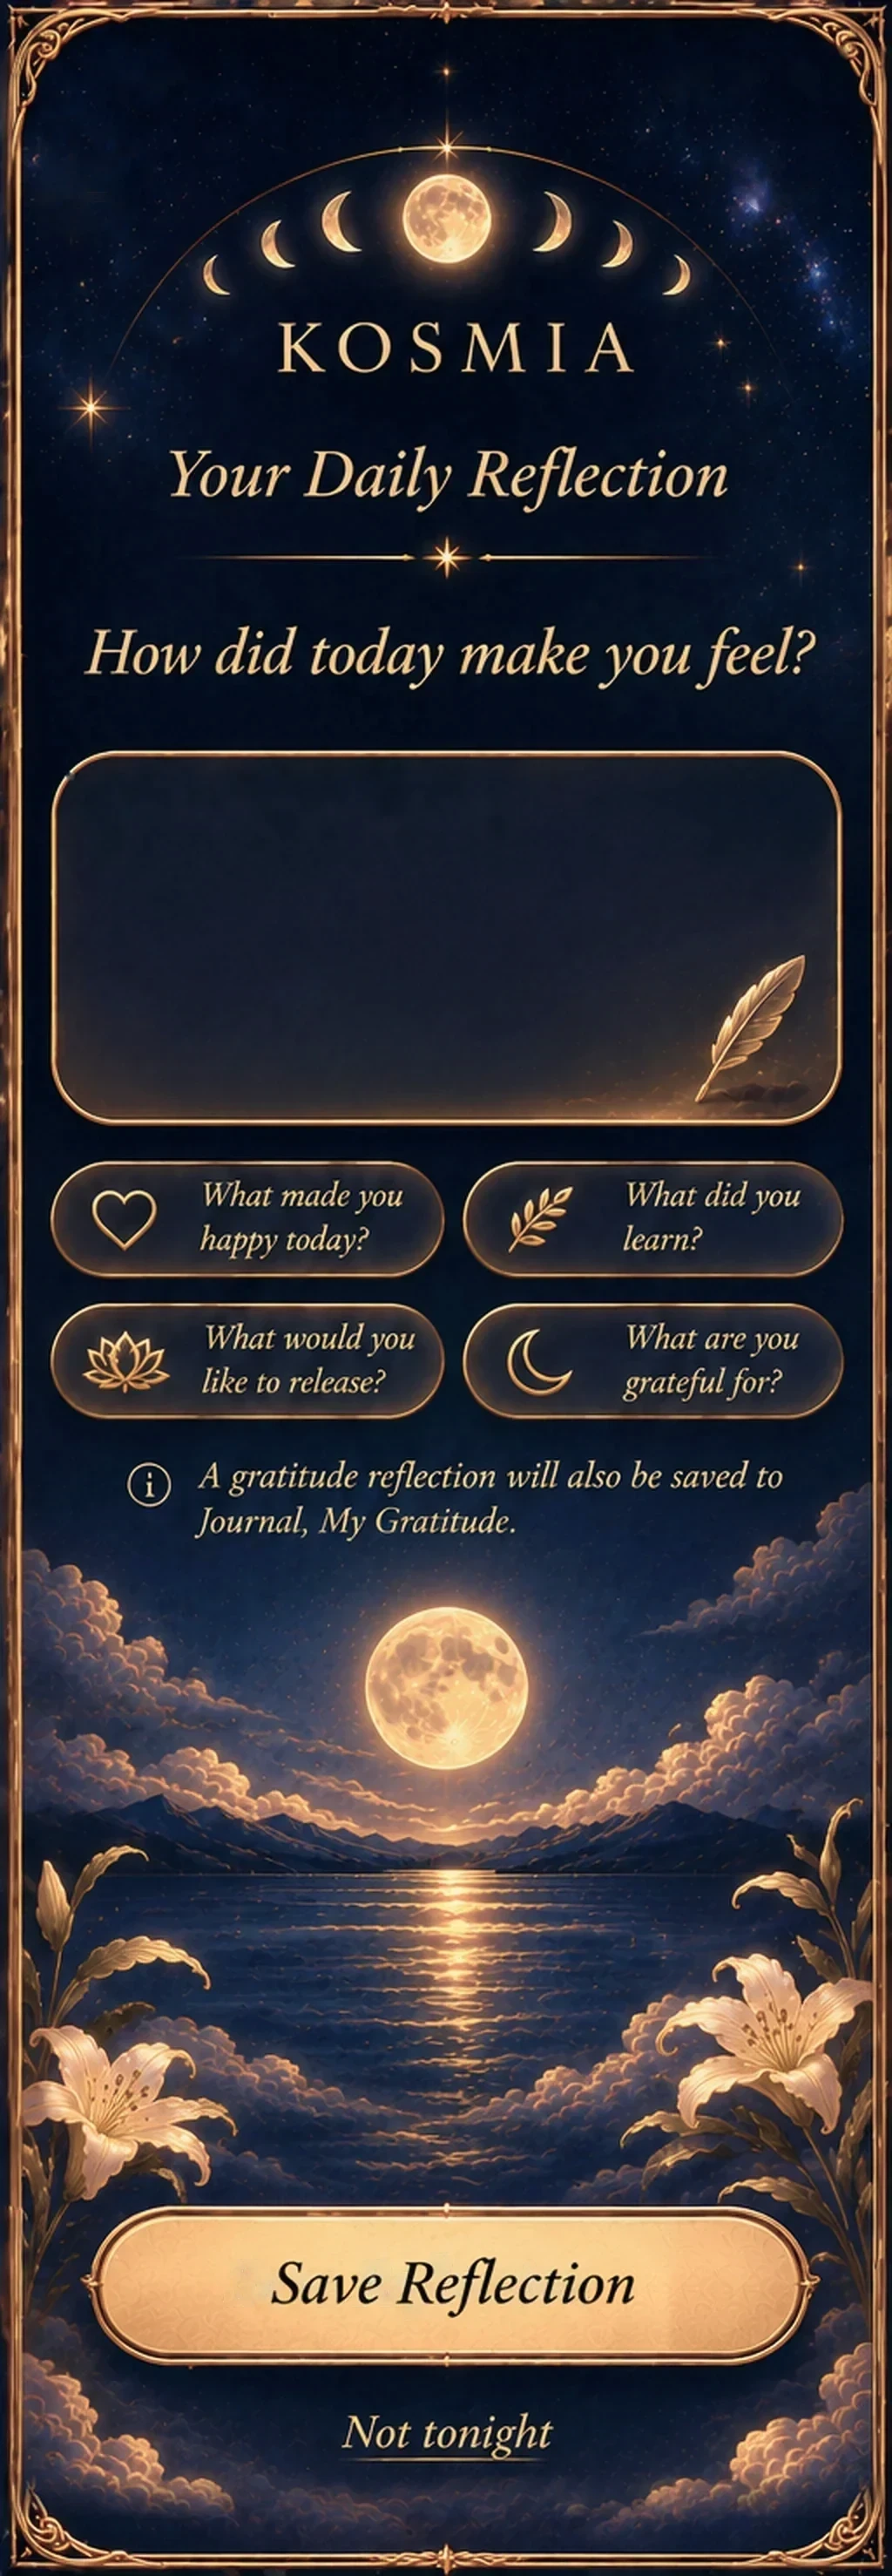 KOSMIA
Your Daily Reflection
How did today make you feel?
What made you
happy today?
What did you
learn?
What would you
like to release?
What are you
grateful for?
A gratitude reflection will also be saved to
Journal, My Gratitude.
Save Reflection
Not tonight